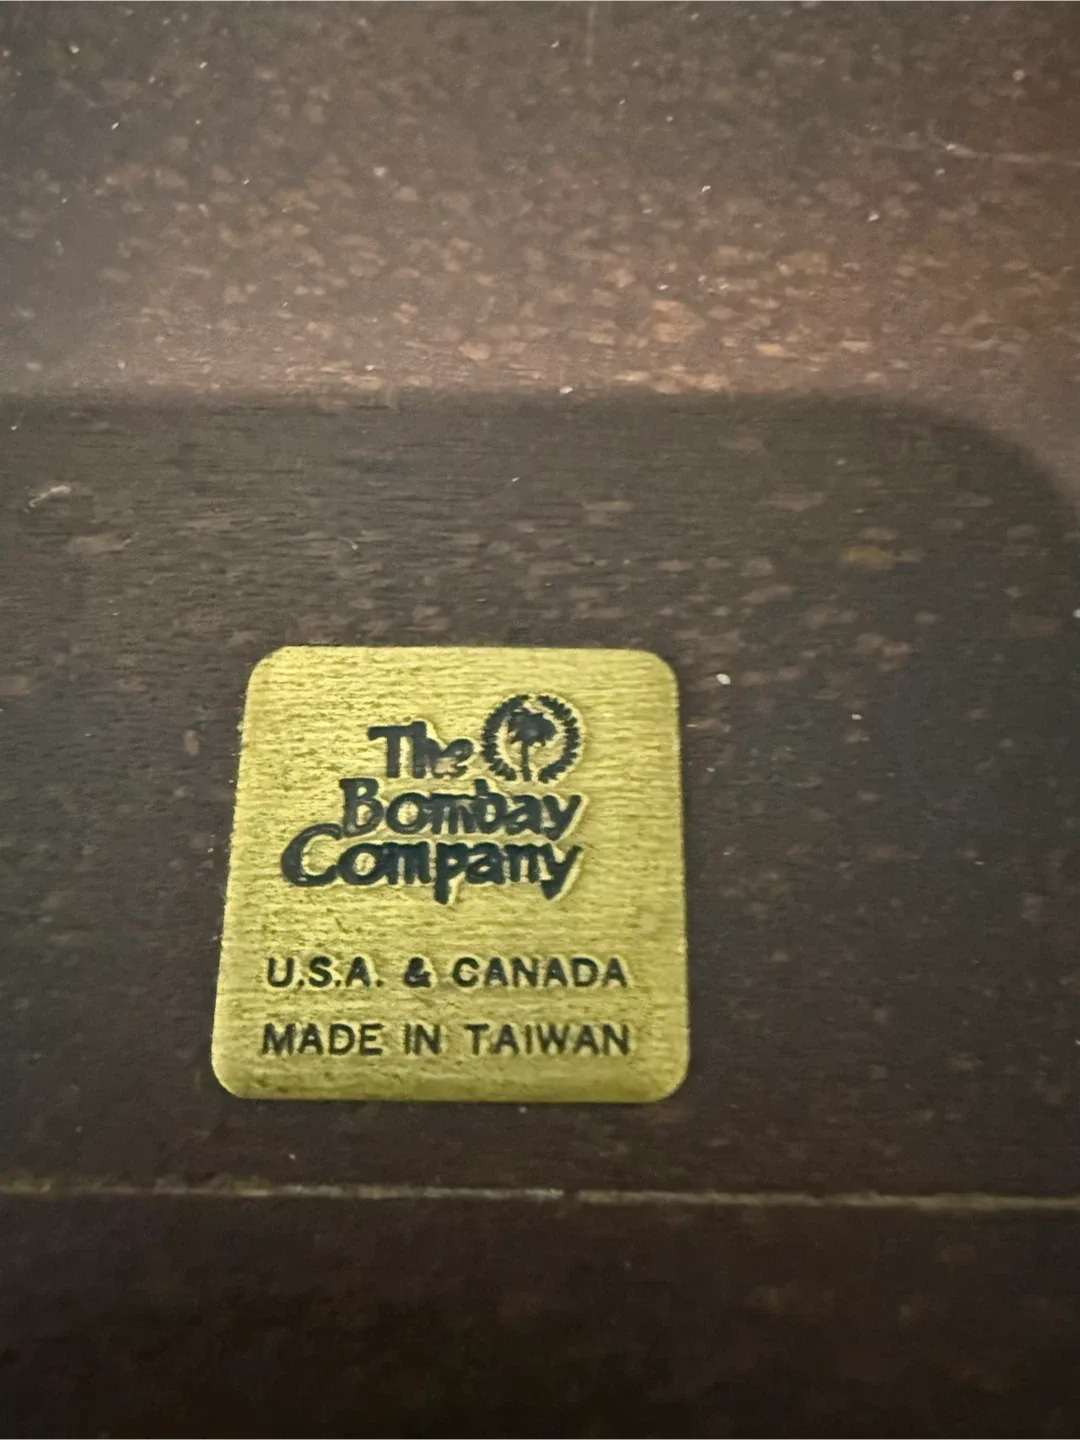 The
Bombay
Company
U.S.A. & CANADA
MADE IN TAIWAN